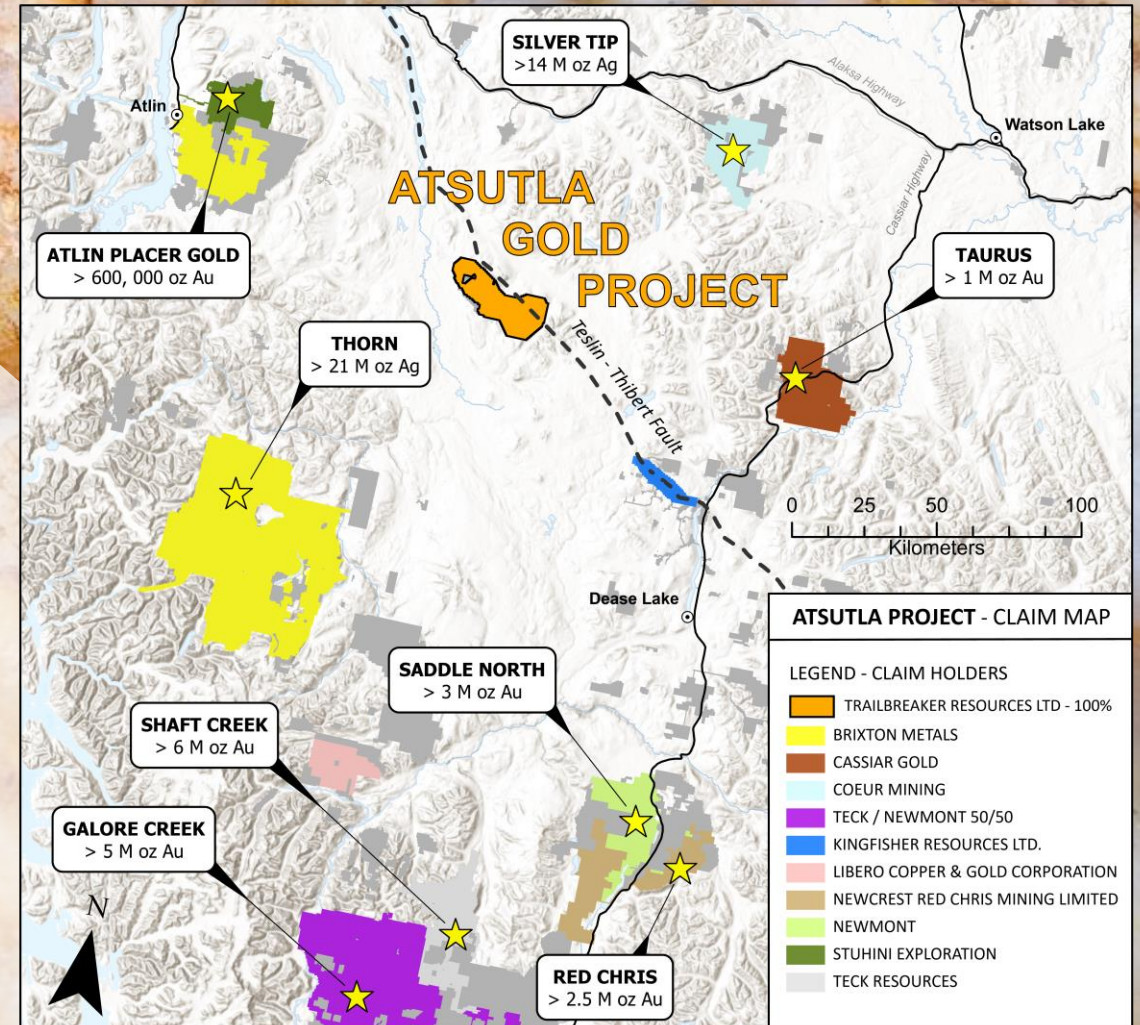 SILVER TIP
>14 M oz Ag
Alaksa Highway
Atlin
Watson Lake
Cassiar Highway
ATSUTLA
GOLD
PROJECT
ATLIN PLACER GOLD
> 600, 000 oz Au
TAURUS
> 1 M oz Au
THORN
> 21 M oz Ag
Teslin - Thibert Fault
0 25 50 100
Kilometers
Dease Lake
SADDLE NORTH
> 3 M oz Au
SHAFT CREEK
> 6 M oz Au
GALORE CREEK
> 5 M oz Au
N
RED CHRIS
> 2.5 M oz Au
ATSUTLA PROJECT - CLAIM MAP
LEGEND - CLAIM HOLDERS
TRAILBREAKER RESOURCES LTD - 100%
BRIXTON METALS
CASSIAR GOLD
COEUR MINING
TECK / NEWMONT 50/50
KINGFISHER RESOURCES LTD.
LIBERO COPPER & GOLD CORPORATION
NEWCREST RED CHRIS MINING LIMITED
NEWMONT
STUHINI EXPLORATION
TECK RESOURCES